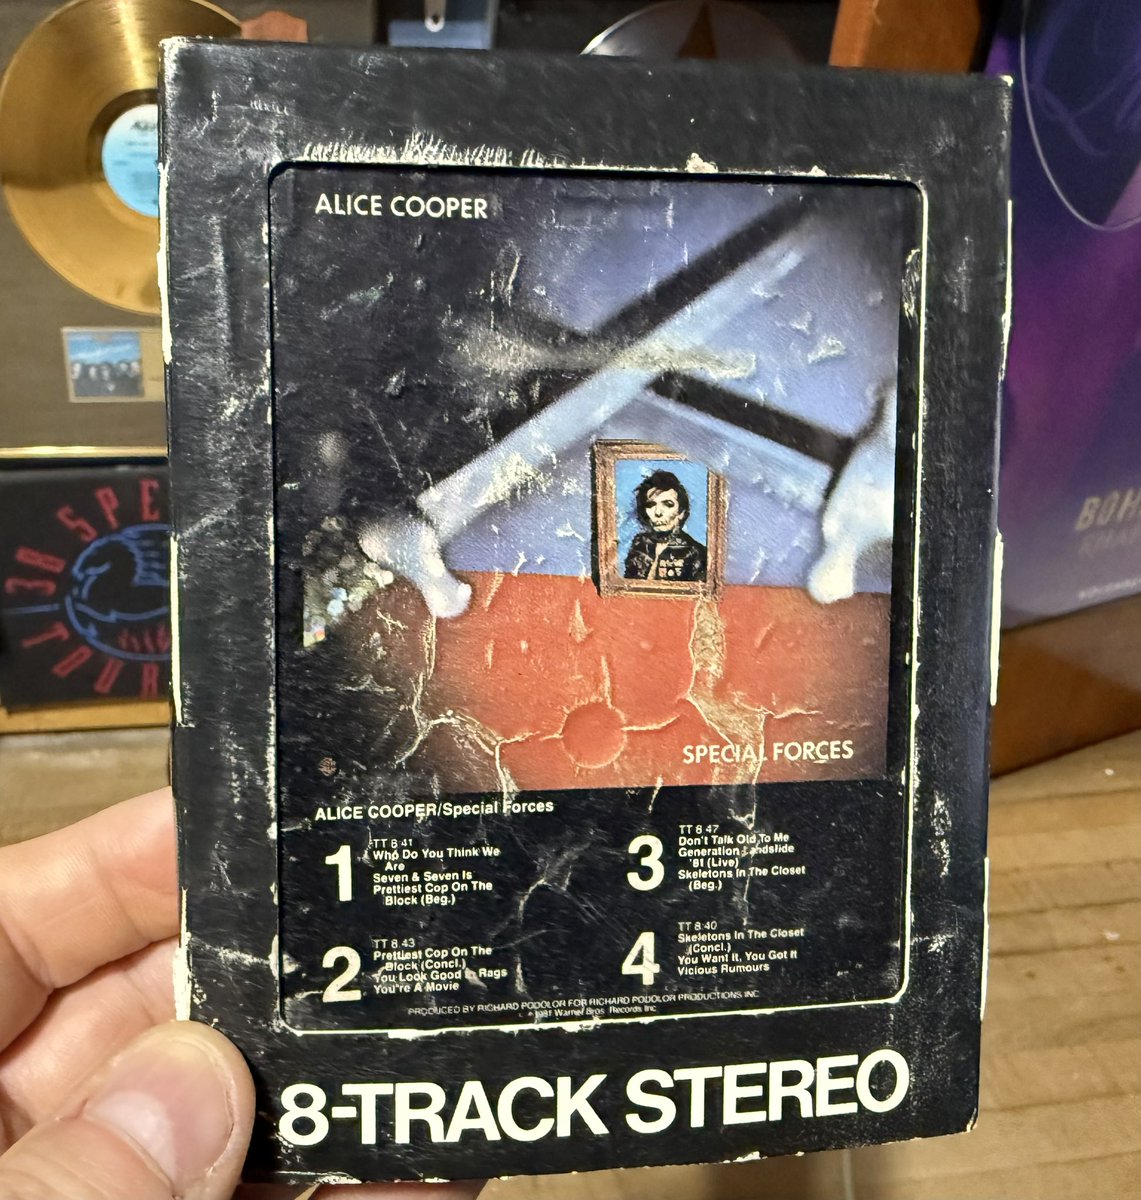 ALICE COOPER
SPECIAL FORCES
ALICE COOPER/Special Forces
1
TT 8 41
Who Do You Think We
Are
Seven & Seven Is
Prettiest Cop On The
Block (Beg.)
2
TT 8.43
Prettiest Cop On The
Block (Concl.)
You Look Good In Rags
You're A Movie
3
TT 8 47
Don't Talk Old To Me
Generation Landslide
'81 (Live)
Skeletons In The Closet
(Beg.)
4
TT 8:40
Skeletons In The Closet
(Concl.)
You Want It, You Got It
Vicious Rumours
PRODUCED BY RICHARD PODOLOR FOR RICHARD PODOLOR PRODUCTIONS INC
1981 Warner Bros. Records Inc
8-TRACK STEREO
38 SPE
TOUR
BOH